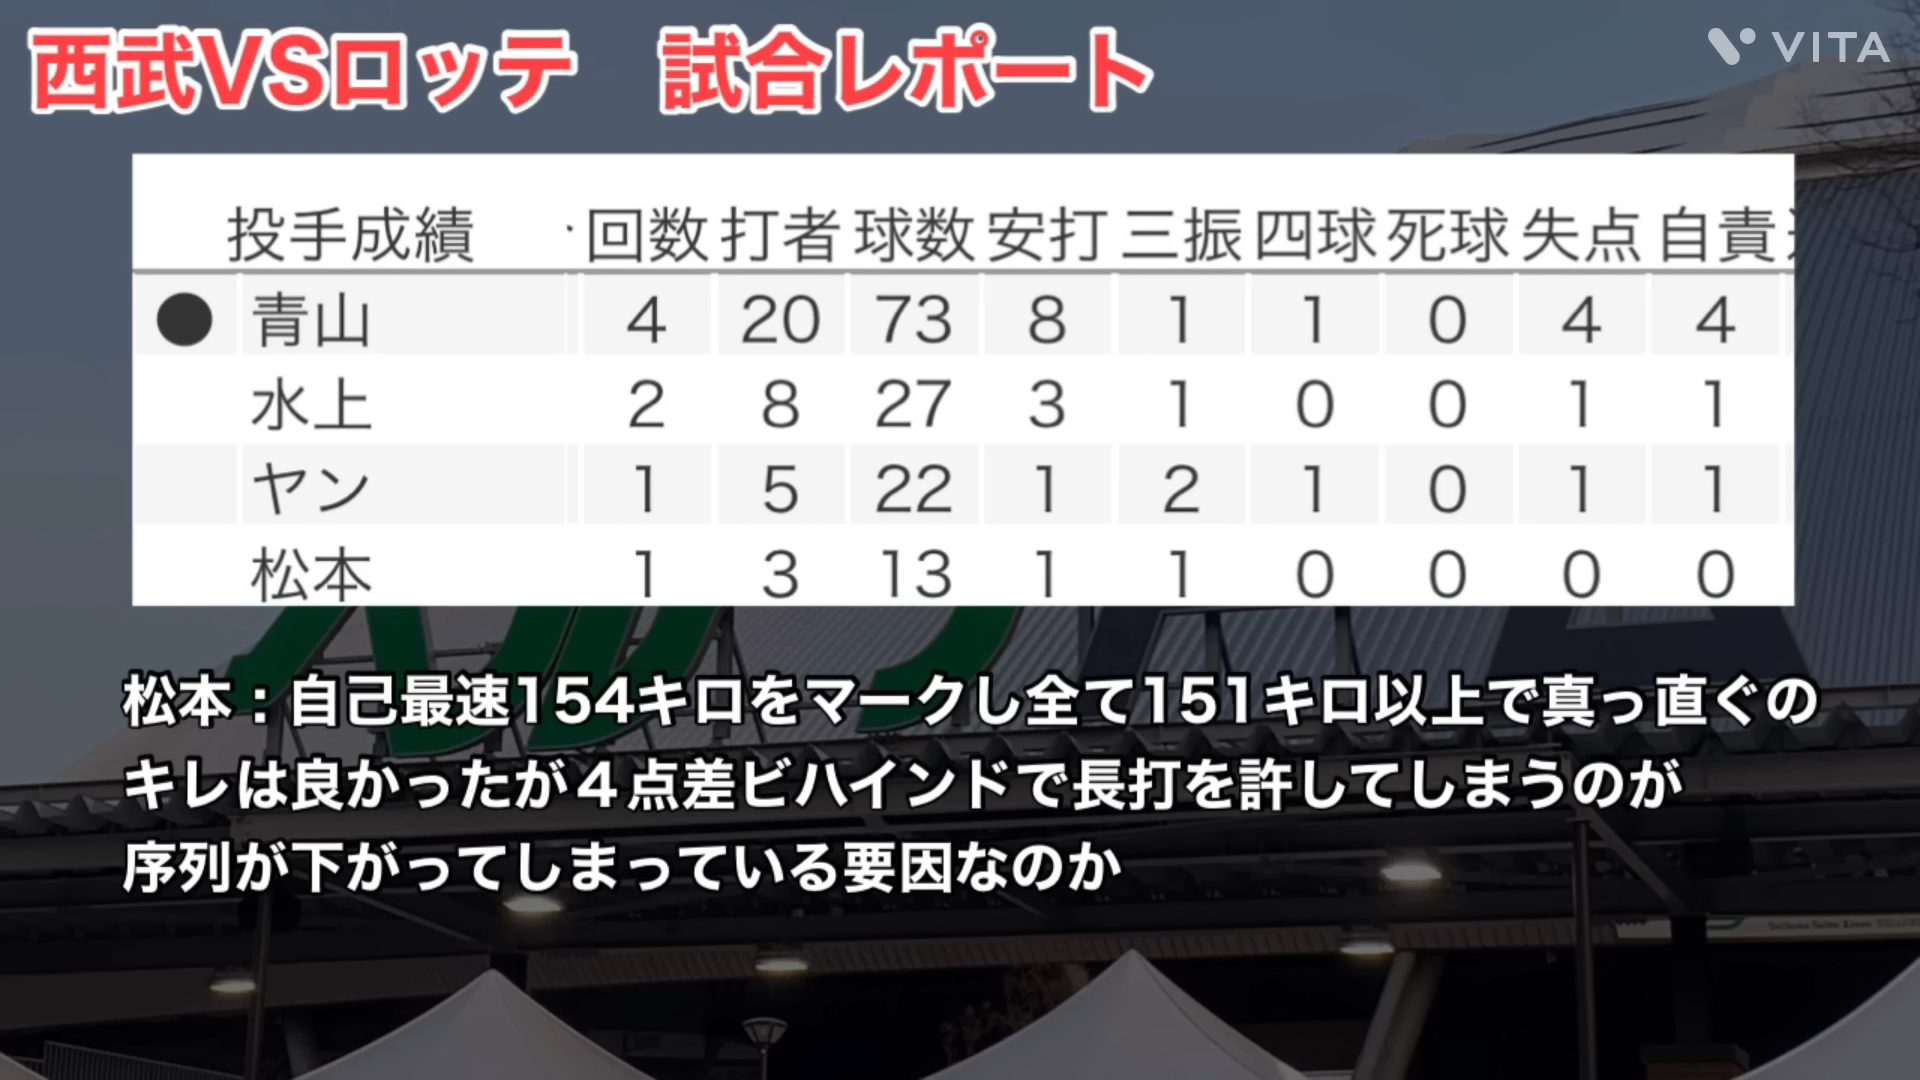 西武VSロッテ　試合レポート
VITA
投手成績 回数 打者 球数 安打 三振 四球 死球 失点 自責
● 青山 4 20 73 8 1 1 0 4 4
水上 2 8 27 3 1 0 0 1 1
ヤン 1 5 22 1 2 1 0 1 1
松本 1 3 13 1 1 0 0 0 0
松本：自己最速154キロをマークし全て151キロ以上で真っ直ぐの
キレは良かったが４点差ビハインドで長打を許してしまうのが
序列が下がってしまっている要因なのか